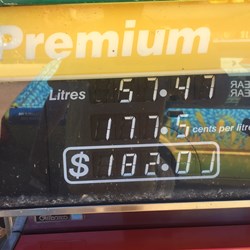 Premium
Litres 57.47
177.5 cents per litre
$ 102.01